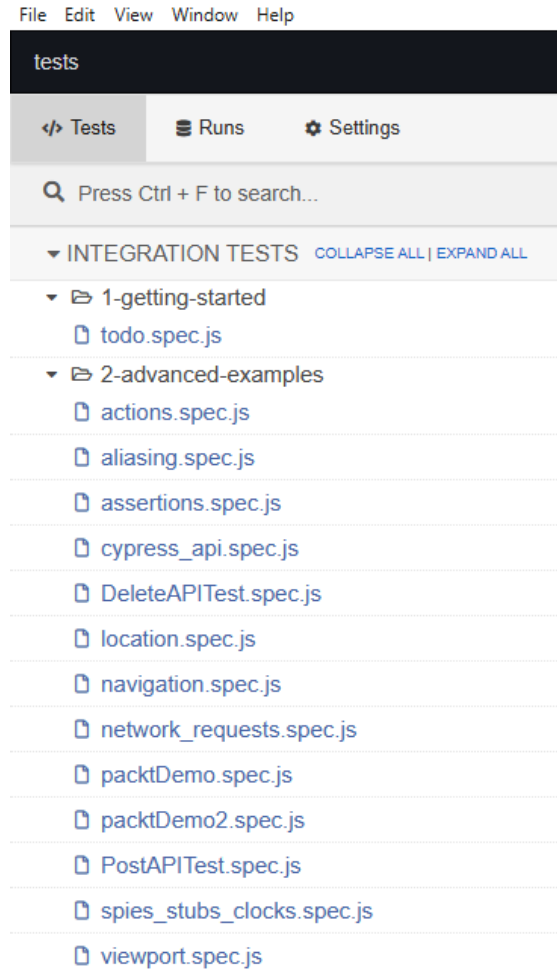 File Edit View Window Help
tests
</> Tests Runs Settings
Press Ctrl + F to search...
INTEGRATION TESTS COLLAPSE ALL | EXPAND ALL
1-getting-started
todo.spec.js
2-advanced-examples
actions.spec.js
aliasing.spec.js
assertions.spec.js
cypress_api.spec.js
DeleteAPITest.spec.js
location.spec.js
navigation.spec.js
network_requests.spec.js
packtDemo.spec.js
packtDemo2.spec.js
PostAPITest.spec.js
spies_stubs_clocks.spec.js
viewport.spec.js